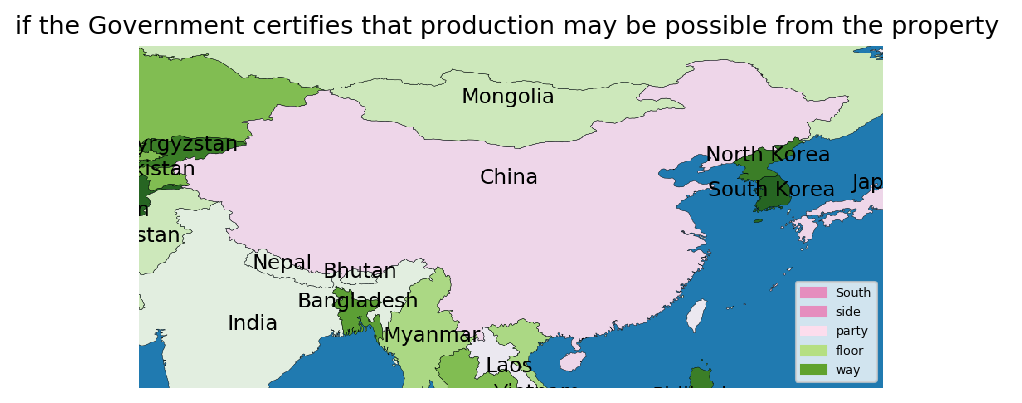 if the Government certifies that production may be possible from the property
Mongolia
yrgyzstan
North Korea
kistan
China
Jap
South Korea
n
stan
Nepal
Bhutan
Bangladesh
South
side
India
party
Myanmar
floor
Laos
way